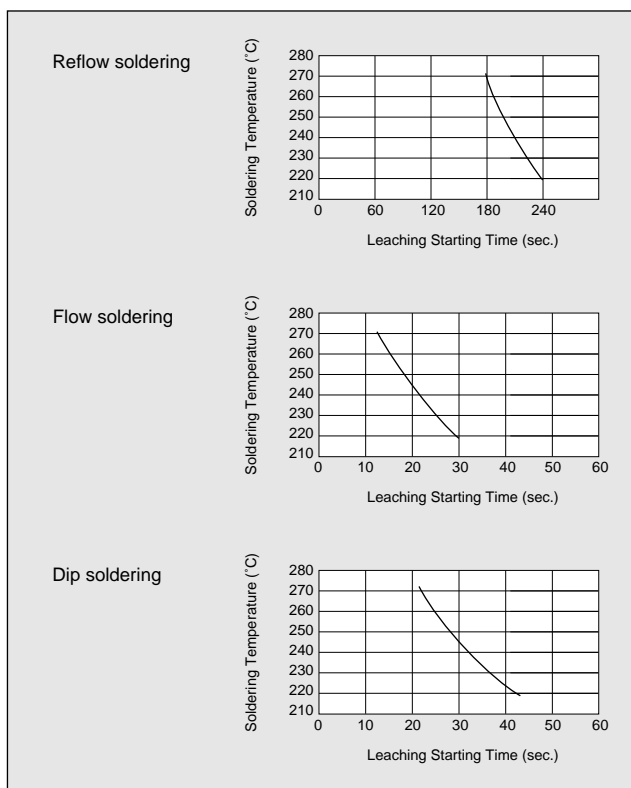 Reflow soldering
Soldering Temperature (˚C)
280
270
260
250
240
230
220
210
0 60 120 180 240
Leaching Starting Time (sec.)
Flow soldering
Soldering Temperature (˚C)
280
270
260
250
240
230
220
210
0 10 20 30 40 50 60
Leaching Starting Time (sec.)
Dip soldering
Soldering Temperature (˚C)
280
270
260
250
240
230
220
210
0 10 20 30 40 50 60
Leaching Starting Time (sec.)